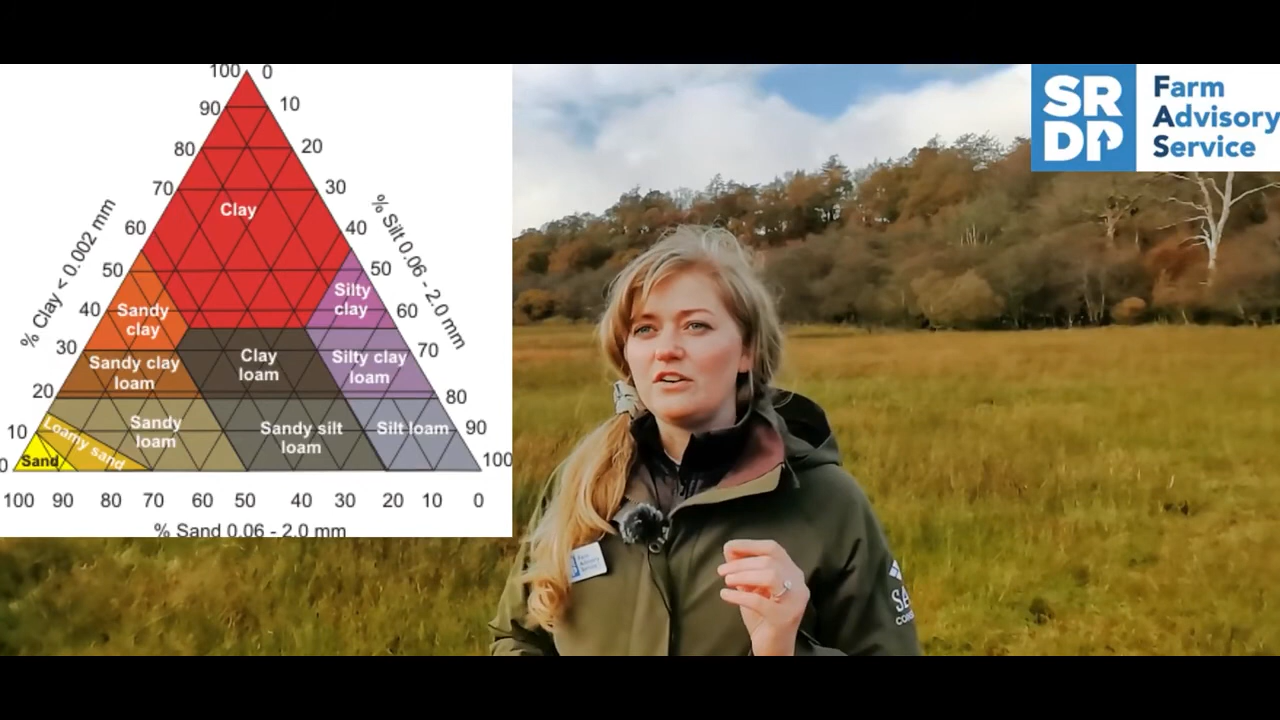 100 0
90 10
80 20
70 30
60 40
50 50
40 60
30 70
20 80
10 90
0 100
% Clay < 0.002 mm
% Silt 0.06 - 2.0 mm
Clay
Silty
clay
Sandy
clay
Sandy clay
loam
Clay
loam
Silty clay
loam
Sandy
loam
Sandy silt
loam
Silt loam
Loamy sand
Sand
100 90 80 70 60 50 40 30 20 10 0
% Sand 0.06 - 2.0 mm
SR
DP
Farm
Advisory
Service
Farm
Advisory
Service